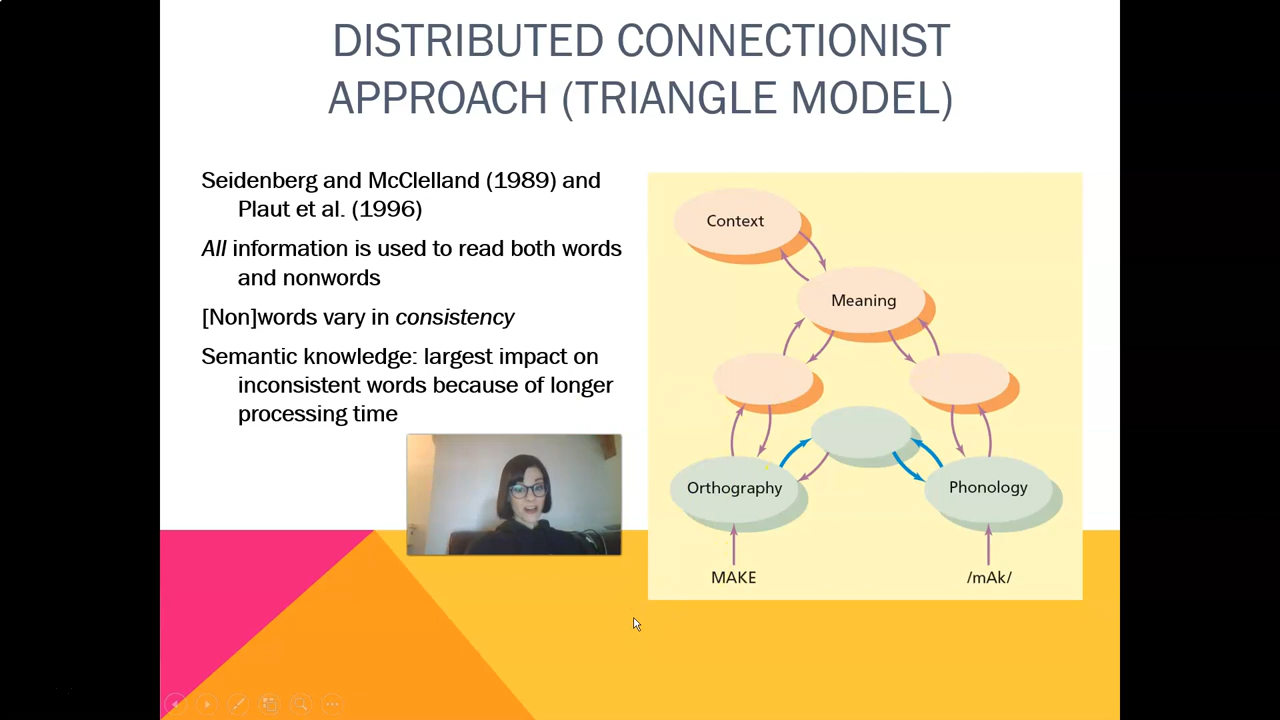 DISTRIBUTED CONNECTIONIST
APPROACH (TRIANGLE MODEL)
Seidenberg and McClelland (1989) and
Plaut et al. (1996)
All information is used to read both words
and nonwords
[Non]words vary in consistency
Semantic knowledge: largest impact on
inconsistent words because of longer
processing time
Context
Meaning
Orthography
Phonology
MAKE
/mAk/